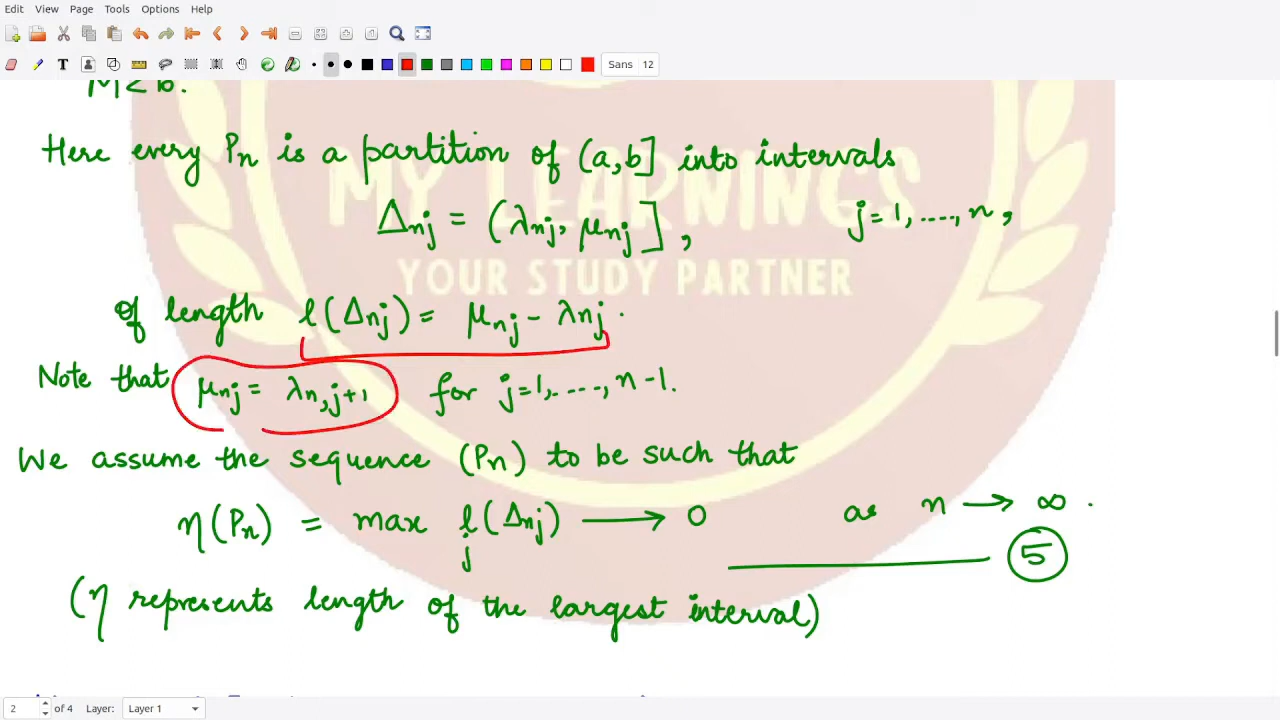 Edit View Page Tools Options Help
Sans 12
M < b.
Here every Pn is a partition of (a, b] into intervals
Δnj = (λnj, μnj], j = 1, ...., n,
of length l(Δnj) = μnj - λnj.
Note that μnj = λn,j+1 for j = 1, ...., n-1.
We assume the sequence (Pn) to be such that
η(Pn) = max l(Δnj) ⟶ 0 as n ⟶ ∞.
j
5
(η represents length of the largest interval)
MY LEARNINGS
YOUR STUDY PARTNER
2 of 4 Layer: Layer 1